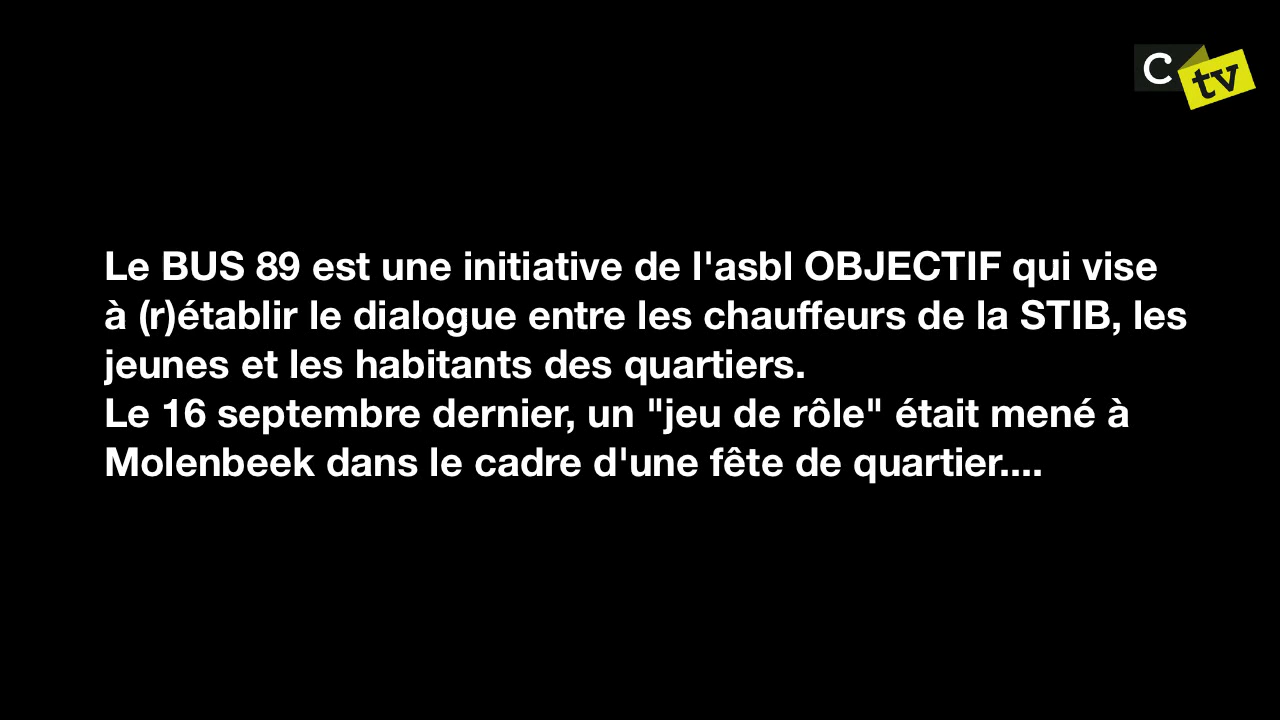 C
tv
Le BUS 89 est une initiative de l'asbl OBJECTIF qui vise
à (r)établir le dialogue entre les chauffeurs de la STIB, les
jeunes et les habitants des quartiers.
Le 16 septembre dernier, un "jeu de rôle" était mené à
Molenbeek dans le cadre d'une fête de quartier....